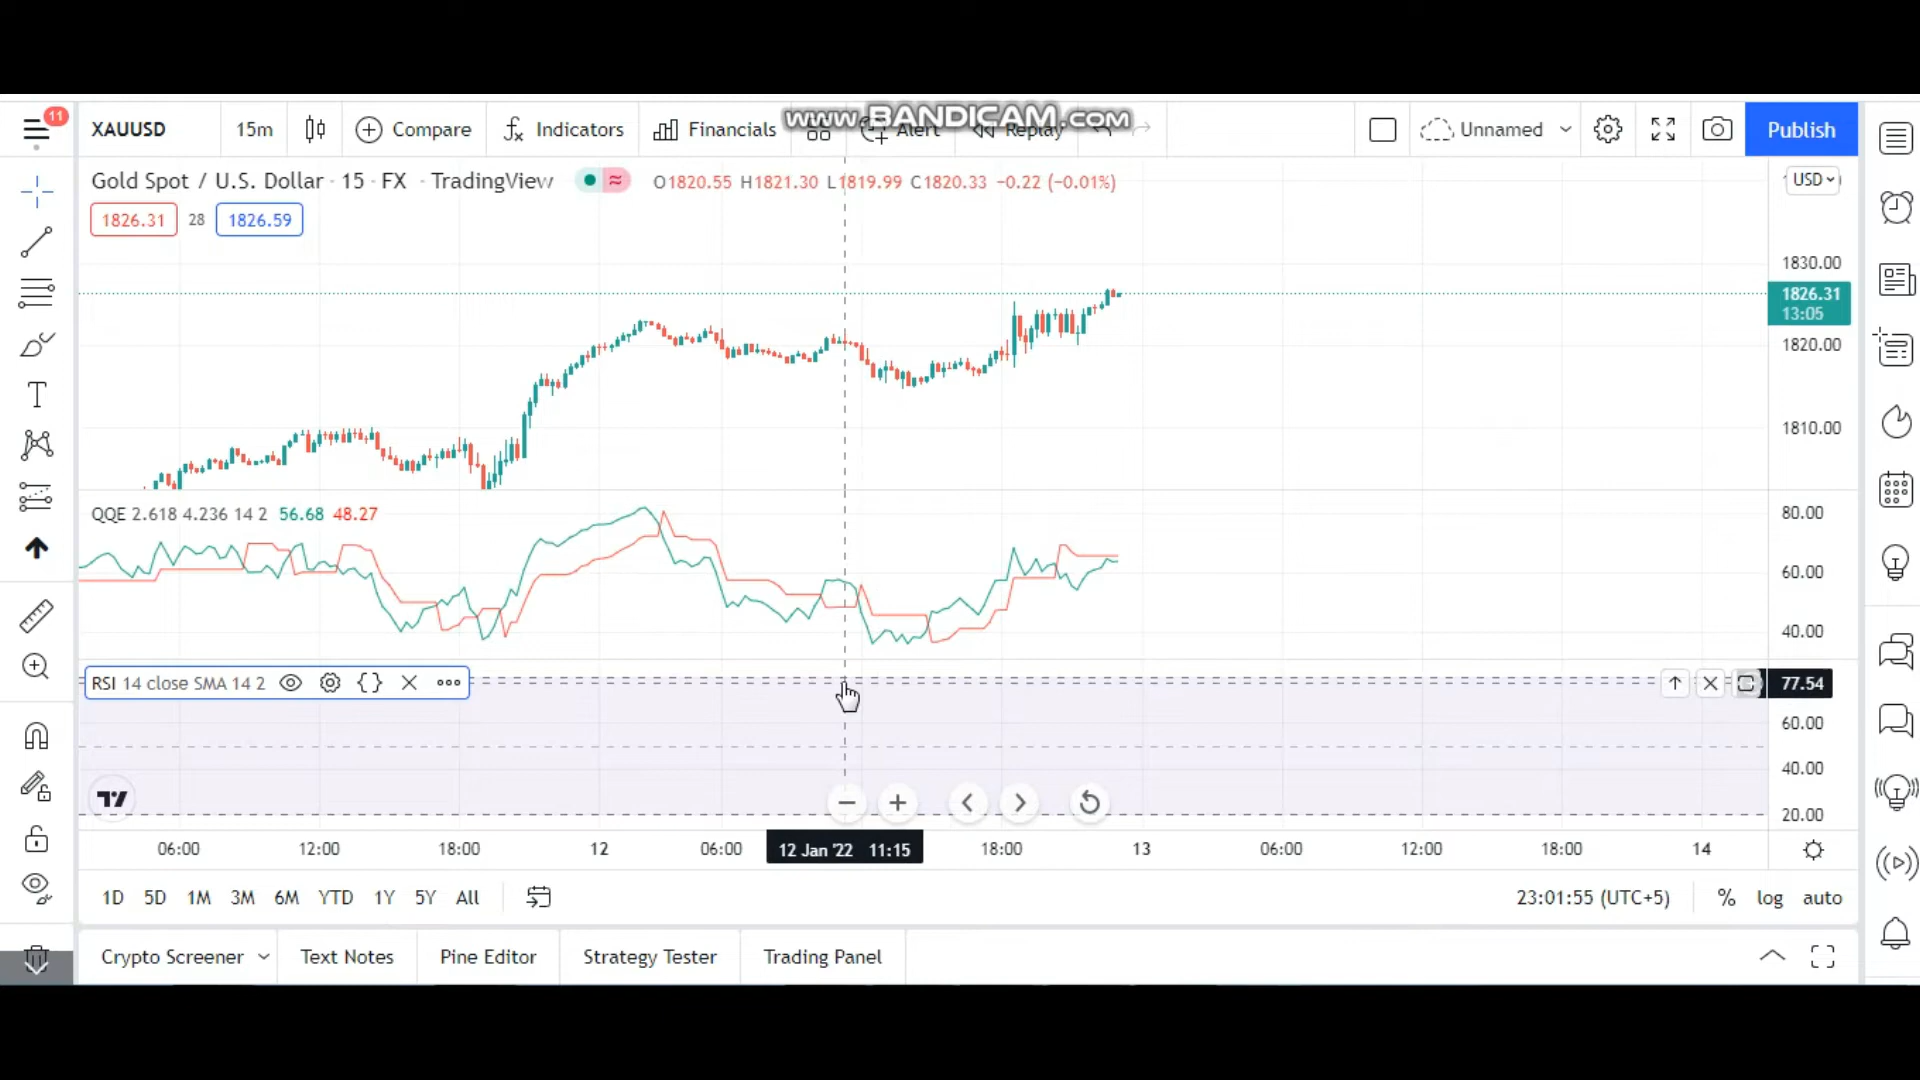 www.BANDICAM.com
11
XAUUSD 15m Compare Indicators Financials Alert Replay Unnamed Publish
Gold Spot / U.S. Dollar · 15 · FX · TradingView O1820.55 H1821.30 L1819.99 C1820.33 −0.22 (−0.01%) USD
1826.31 28 1826.59
1830.00
1826.31
13:05
1820.00
1810.00
QQE 2.618 4.236 14 2 56.68 48.27 80.00
60.00
40.00
RSI 14 close SMA 14 2 77.54
60.00
40.00
20.00
06:00 12:00 18:00 12 06:00 12 Jan '22 11:15 18:00 13 06:00 12:00 18:00 14
1D 5D 1M 3M 6M YTD 1Y 5Y All 23:01:55 (UTC+5) % log auto
Crypto Screener Text Notes Pine Editor Strategy Tester Trading Panel